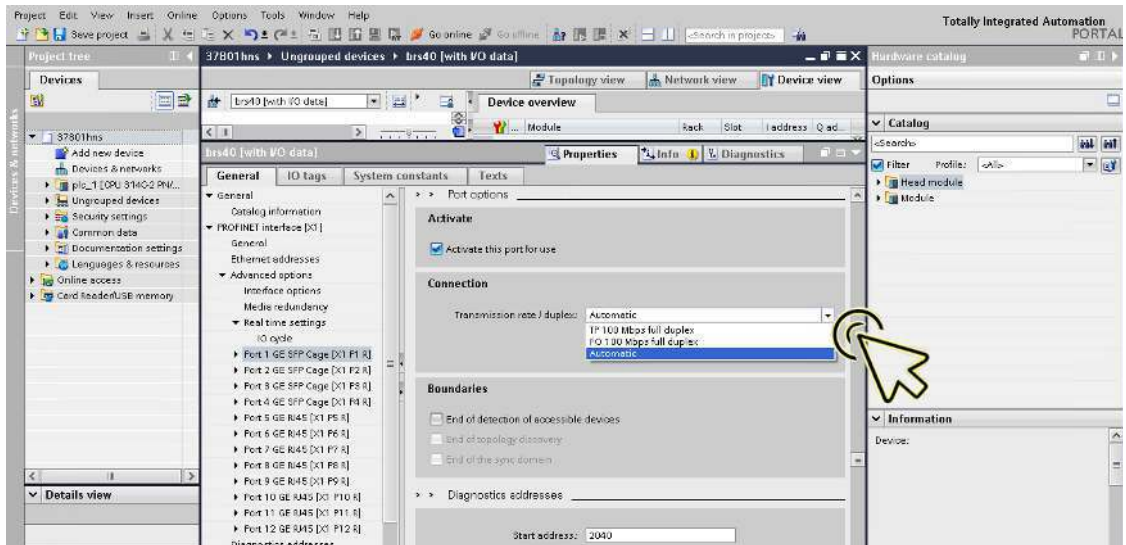 Project Edit View Insert Online Options Tools Window Help
Totally Integrated Automation
PORTAL
Save project
Go online Go offline
<Search in project>
Project tree
37801hns ▸ Ungrouped devices ▸ brs40 [with I/O data]
Hardware catalog
Devices
Topology view Network view Device view
Options
brs40 [with I/O data]
Device overview
... Module Rack Slot I address Q ad...
Catalog
<Search>
Filter Profile: <All>
Head module
Module
Devices & networks
37801hns
Add new device
Devices & networks
plc_1 [CPU 314C-2 PN/...
Ungrouped devices
Security settings
Common data
Documentation settings
Languages & resources
Online access
Card Reader/USB memory
brs40 [with I/O data]
Properties Info Diagnostics
General IO tags System constants Texts
General
Catalog information
PROFINET interface [X1]
General
Ethernet addresses
Advanced options
Interface options
Media redundancy
Real time settings
IO cycle
Port 1 GE SFP Cage [X1 P1 R]
Port 2 GE SFP Cage [X1 P2 R]
Port 3 GE SFP Cage [X1 P3 R]
Port 4 GE SFP Cage [X1 P4 R]
Port 5 GE RJ45 [X1 P5 R]
Port 6 GE RJ45 [X1 P6 R]
Port 7 GE RJ45 [X1 P7 R]
Port 8 GE RJ45 [X1 P8 R]
Port 9 GE RJ45 [X1 P9 R]
Port 10 GE RJ45 [X1 P10 R]
Port 11 GE RJ45 [X1 P11 R]
Port 12 GE RJ45 [X1 P12 R]
Diagnostics addresses
> > Port options
Activate
Activate this port for use
Connection
Transmission rate / duplex: Automatic
TP 100 Mbps full duplex
FO 100 Mbps full duplex
Automatic
Boundaries
End of detection of accessible devices
End of topology discovery
End of the sync domain
> > Diagnostics addresses
Start address: 2040
Information
Device:
Details view